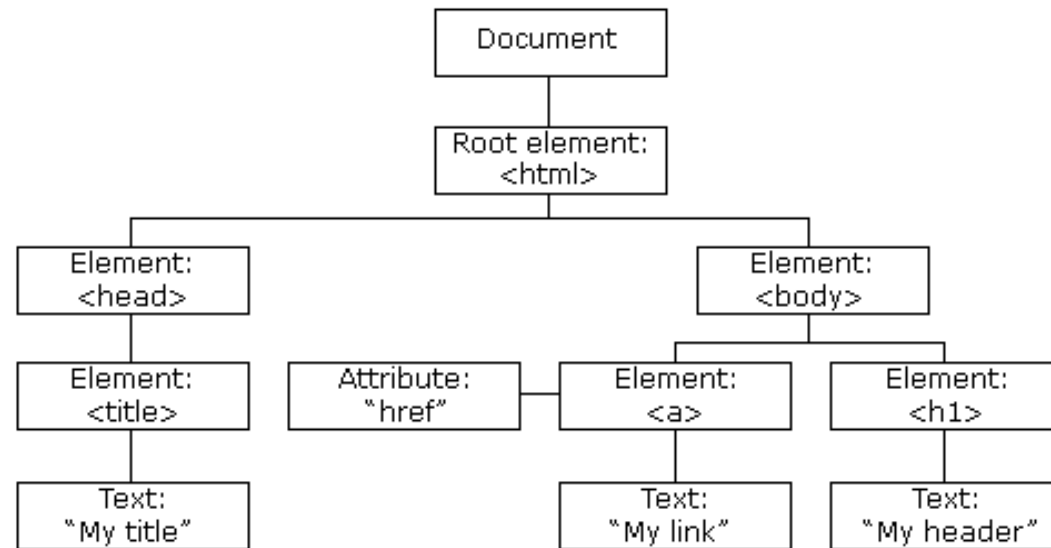 Document
Root element:
<html>
Element:
<head>
Element:
<body>
Element:
<title>
Attribute:
“href”
Element:
<a>
Element:
<h1>
Text:
“My title”
Text:
“My link”
Text:
“My header”